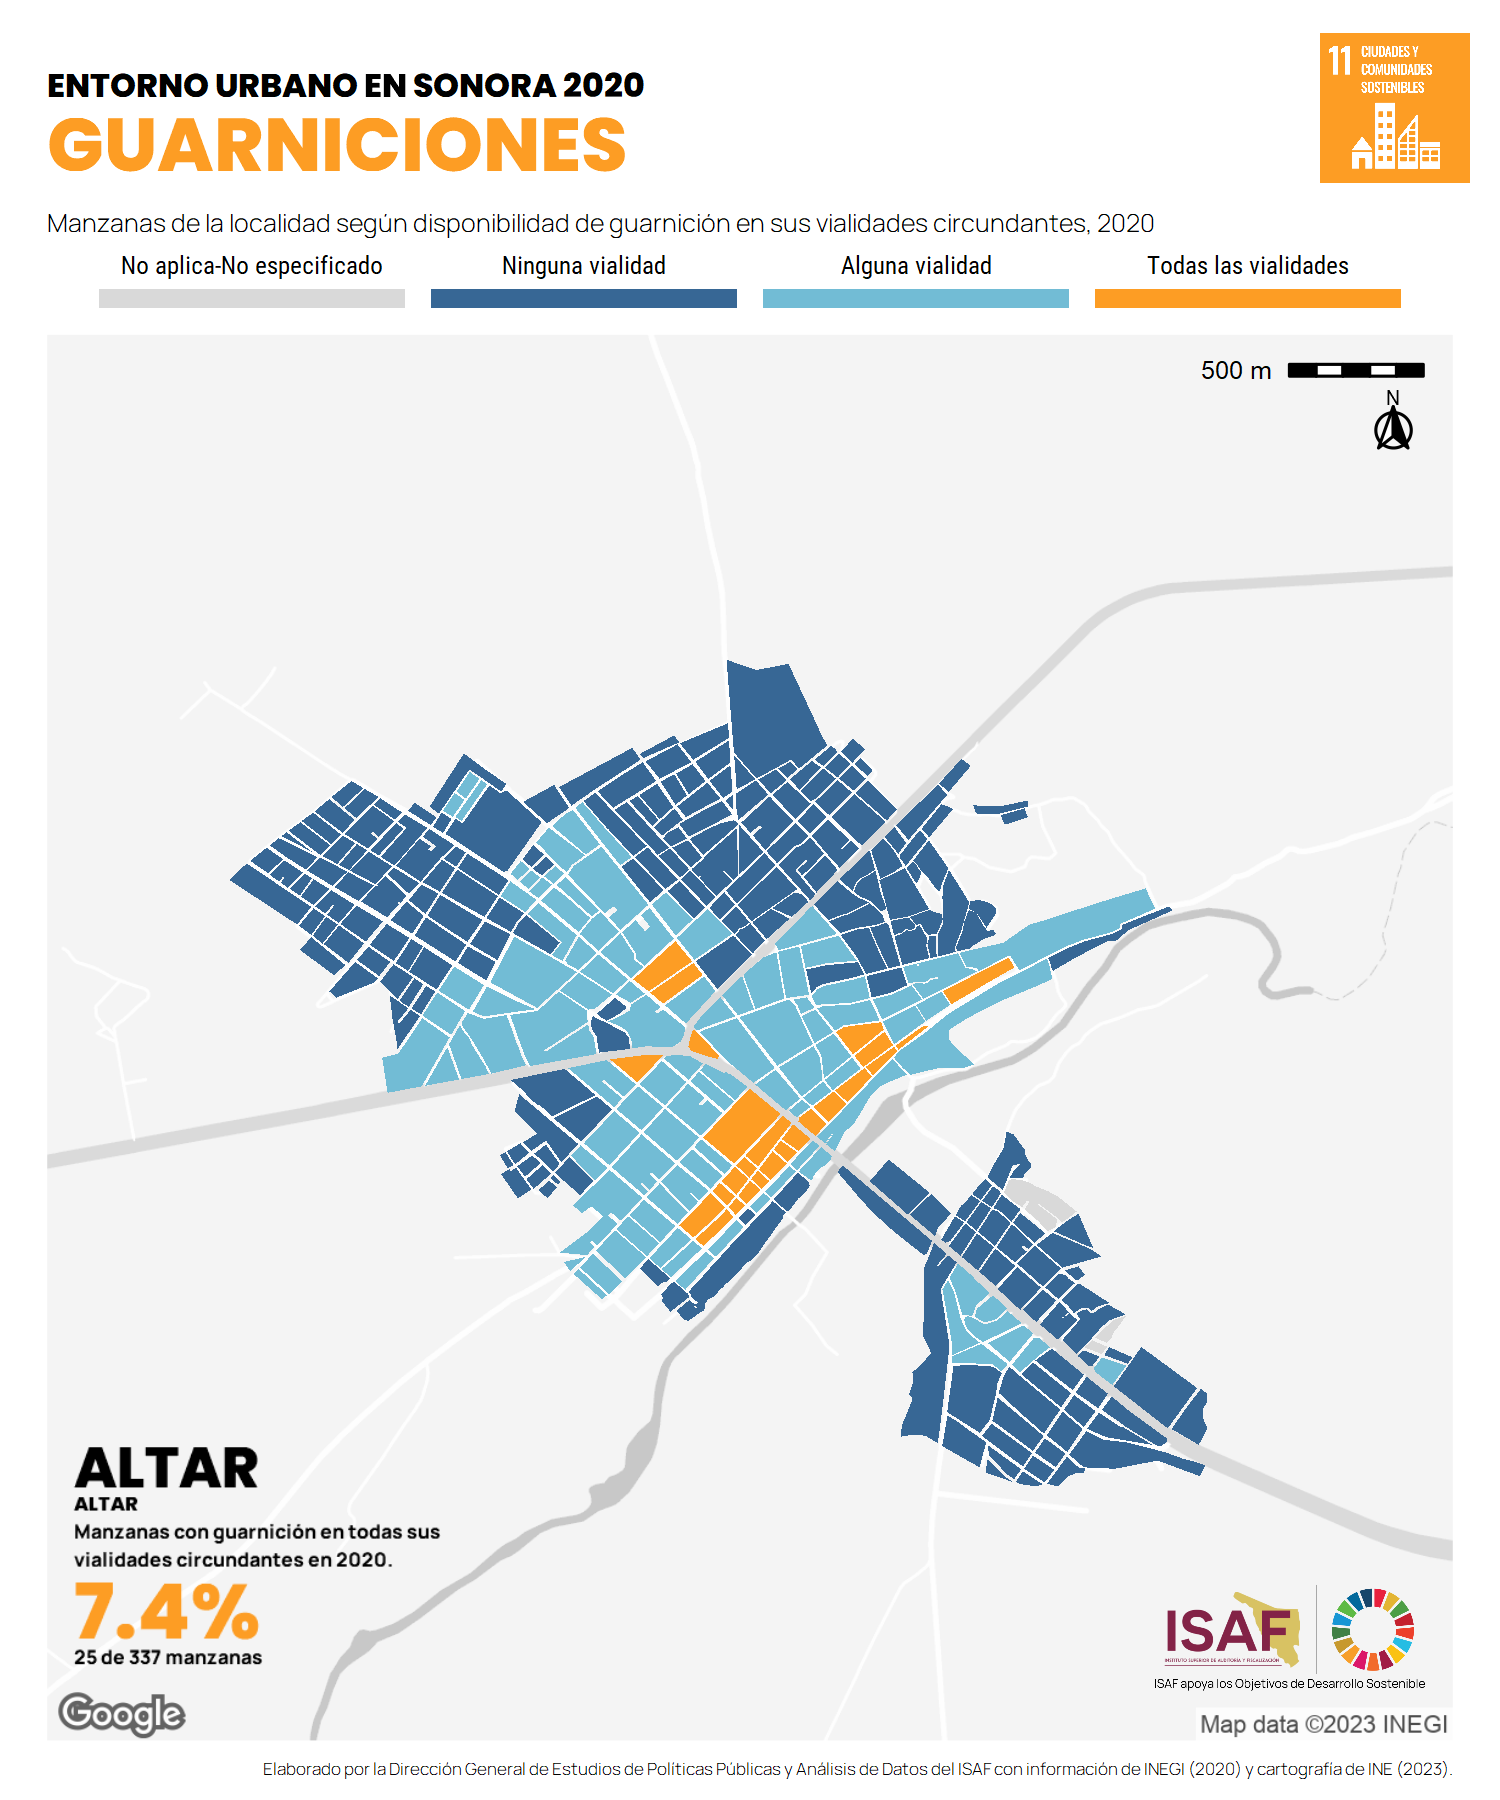 ENTORNO URBANO EN SONORA 2020
GUARNICIONES
11 CIUDADES Y
COMUNIDADES
SOSTENIBLES
Manzanas de la localidad según disponibilidad de guarnición en sus vialidades circundantes, 2020
No aplica-No especificado Ninguna vialidad Alguna vialidad Todas las vialidades
500 m
N
ALTAR
ALTAR
Manzanas con guarnición en todas sus
vialidades circundantes en 2020.
7.4%
25 de 337 manzanas
ISAF
INSTITUTO SUPERIOR DE AUDITORÍA Y FISCALIZACIÓN
ISAF apoya los Objetivos de Desarrollo Sostenible
Google
Map data ©2023 INEGI
Elaborado por la Dirección General de Estudios de Políticas Públicas y Análisis de Datos del ISAF con información de INEGI (2020) y cartografía de INE (2023).